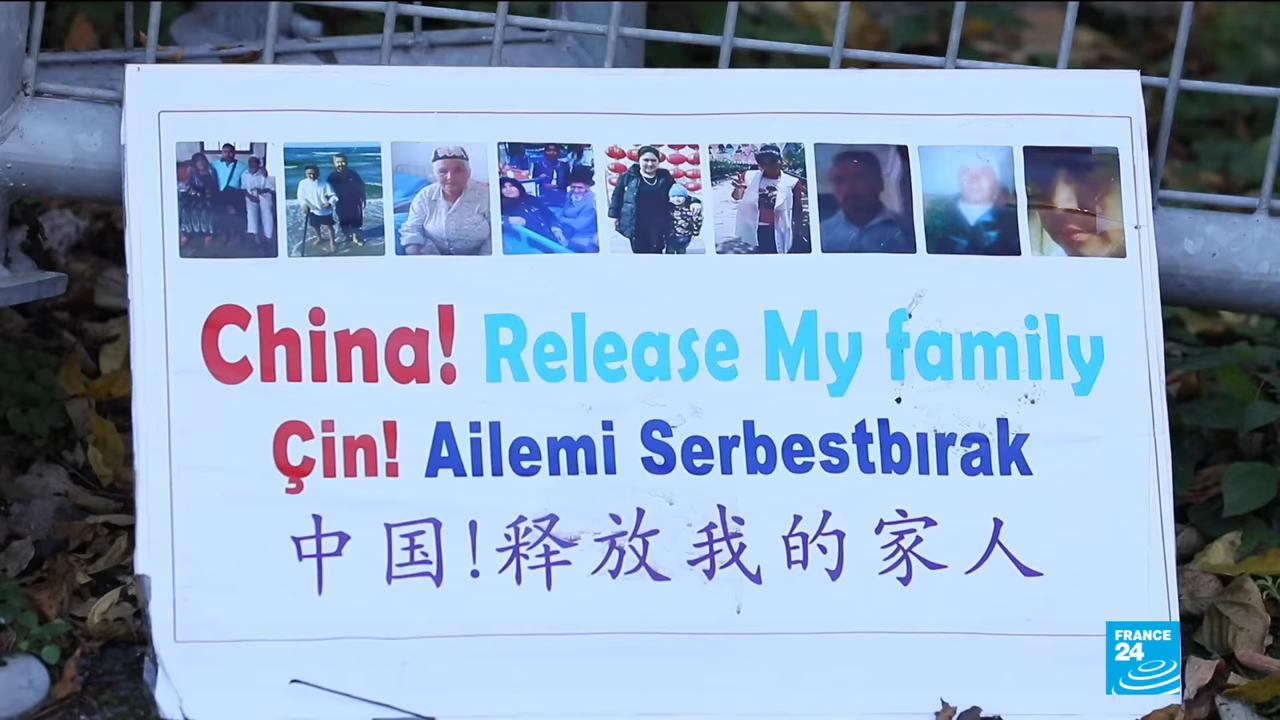 China! Release My family
Çin! Ailemi Serbestbırak
中国!释放我的家人
FRANCE
24